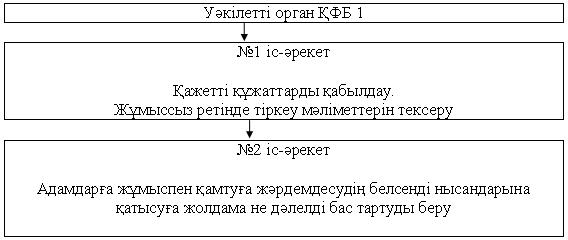 Уәкілетті орган ҚФБ 1
№1 іс-әрекет
Қажетті құжаттарды қабылдау.
Жұмыссыз ретінде тіркеу мәліметтерін тексеру
№2 іс-әрекет
Адамдарға жұмыспен қамтуға жәрдемдесудің белсенді нысандарына
қатысуға жолдама не дәлелді бас тартуды беру